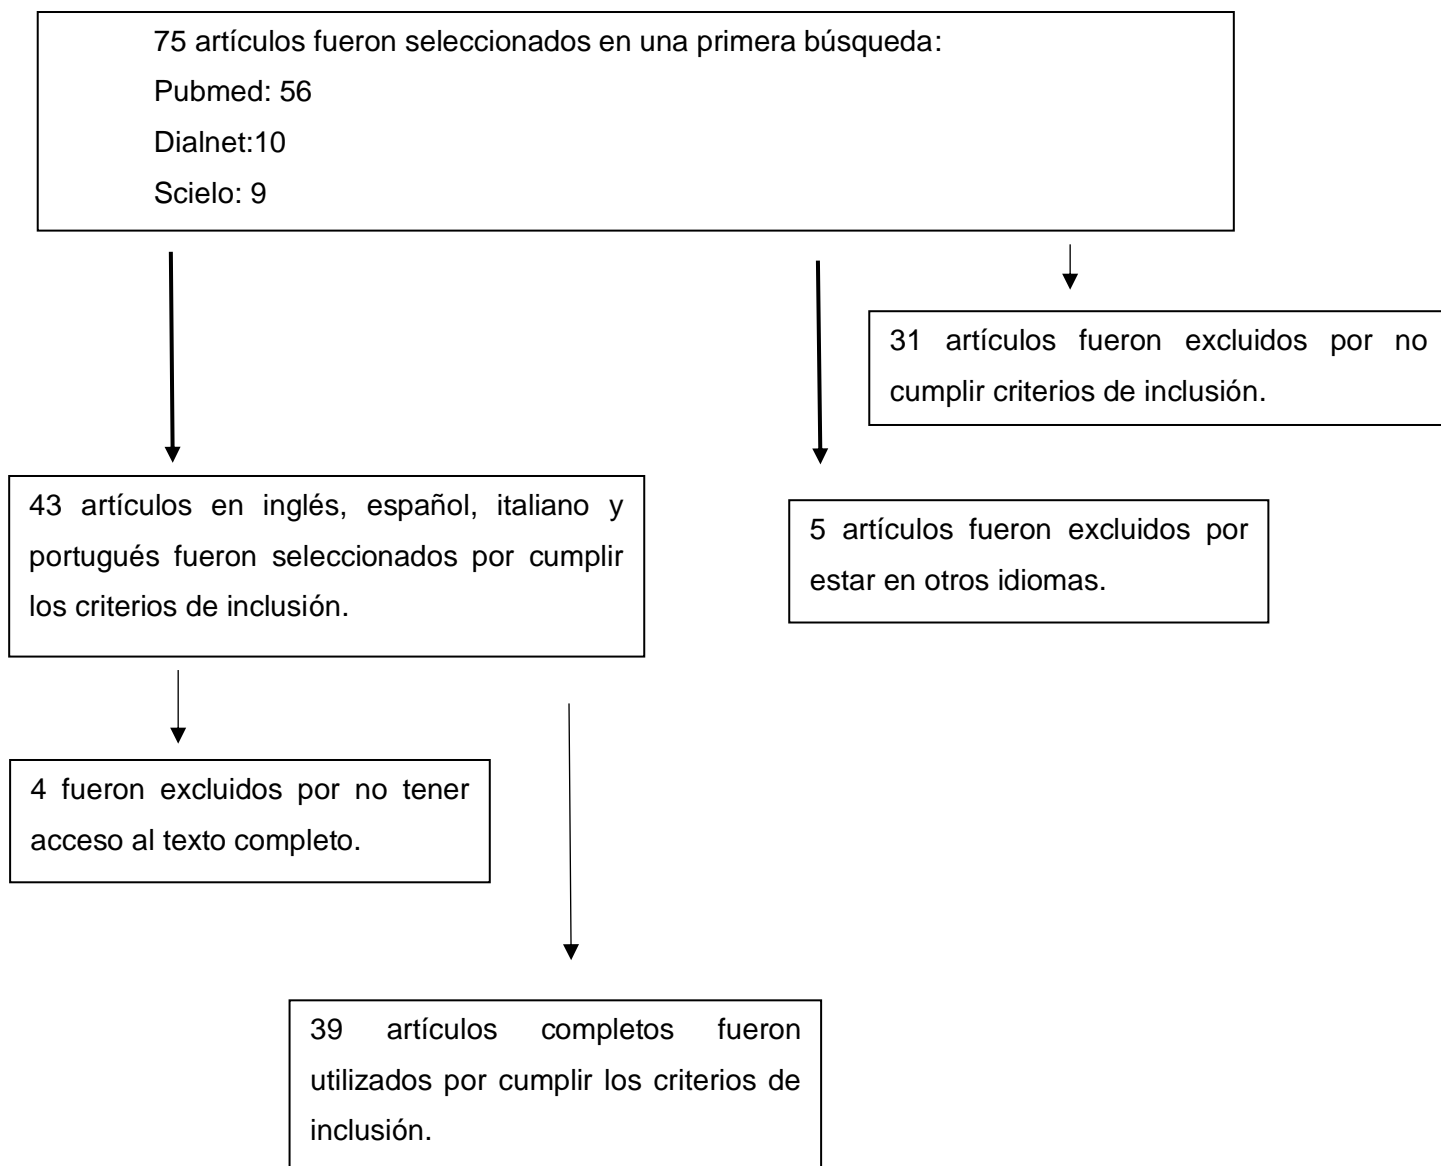 75 artículos fueron seleccionados en una primera búsqueda:
Pubmed: 56
Dialnet:10
Scielo: 9
31 artículos fueron excluidos por no
cumplir criterios de inclusión.
43 artículos en inglés, español, italiano y
portugués fueron seleccionados por cumplir
los criterios de inclusión.
5 artículos fueron excluidos por
estar en otros idiomas.
4 fueron excluidos por no tener
acceso al texto completo.
39 artículos completos fueron
utilizados por cumplir los criterios de
inclusión.